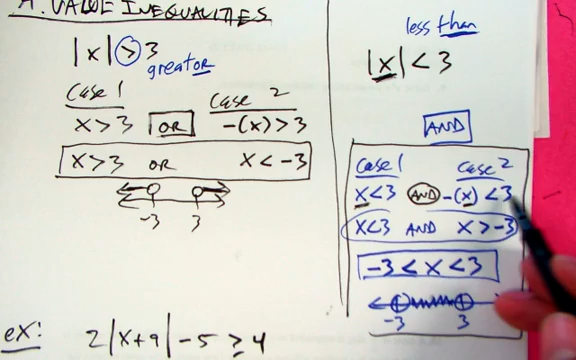 A. VALUE INEQUALITIES
|x| > 3
greator
Case 1 Case 2
x > 3 OR -(x) > 3
x > 3 OR x < -3
-3 3
less than
|x| < 3
AND
Case 1 Case 2
x < 3 AND -(x) < 3
x < 3 AND x > -3
-3 < x < 3
-3 3
ex: 2|x+9| - 5 ≥ 4